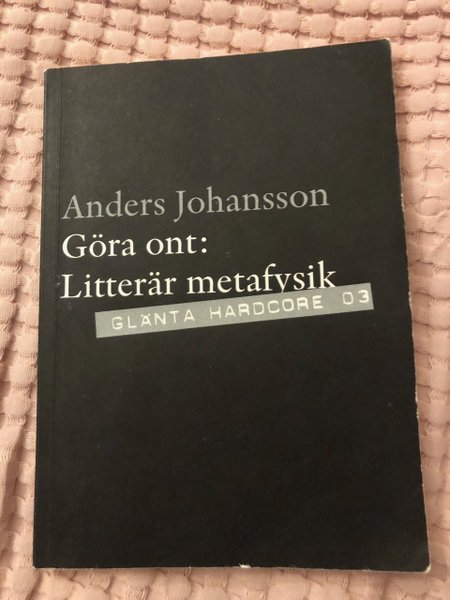 Anders Johansson
Göra ont:
Litterär metafysik
GLÄNTA HARDCORE 03